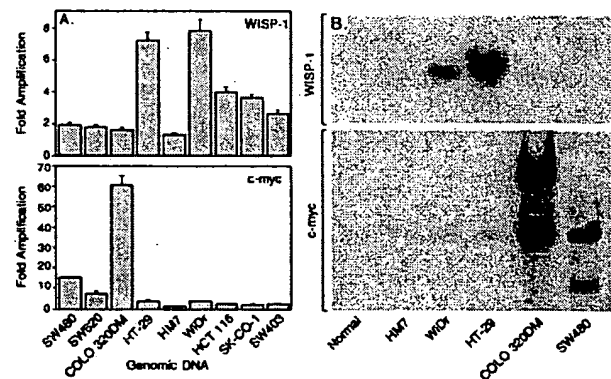 A.
WISP-1
8
6
4
2
0
Fold Amplification
c-myc
70
60
50
40
30
20
10
0
Fold Amplification
SW480
SW620
COLO 320DM
HT-29
HM7
WiDr
HCT 116
SK-CO-1
SW403
Genomic DNA
B.
WISP-1
c-myc
Normal
HM7
WiDr
HT-29
COLO 320DM
SW480